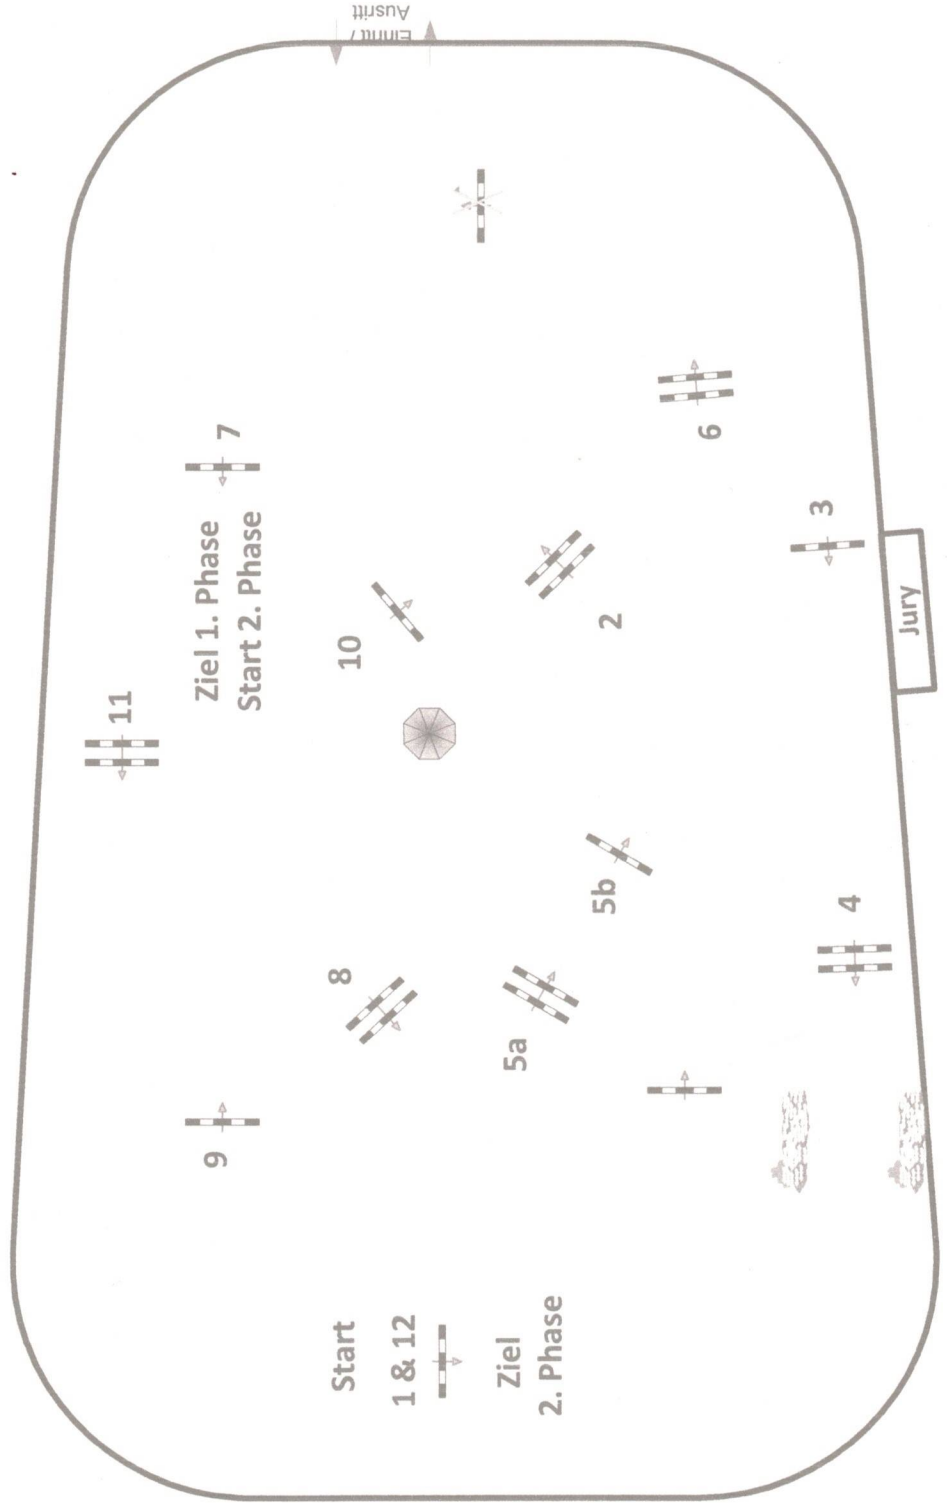 Einritt /
Ausritt
7
Ziel 1. Phase
Start 2. Phase
11
10
2
6
3
Jury
8
5b
4
5a
9
Start
1 & 12
Ziel
2. Phase